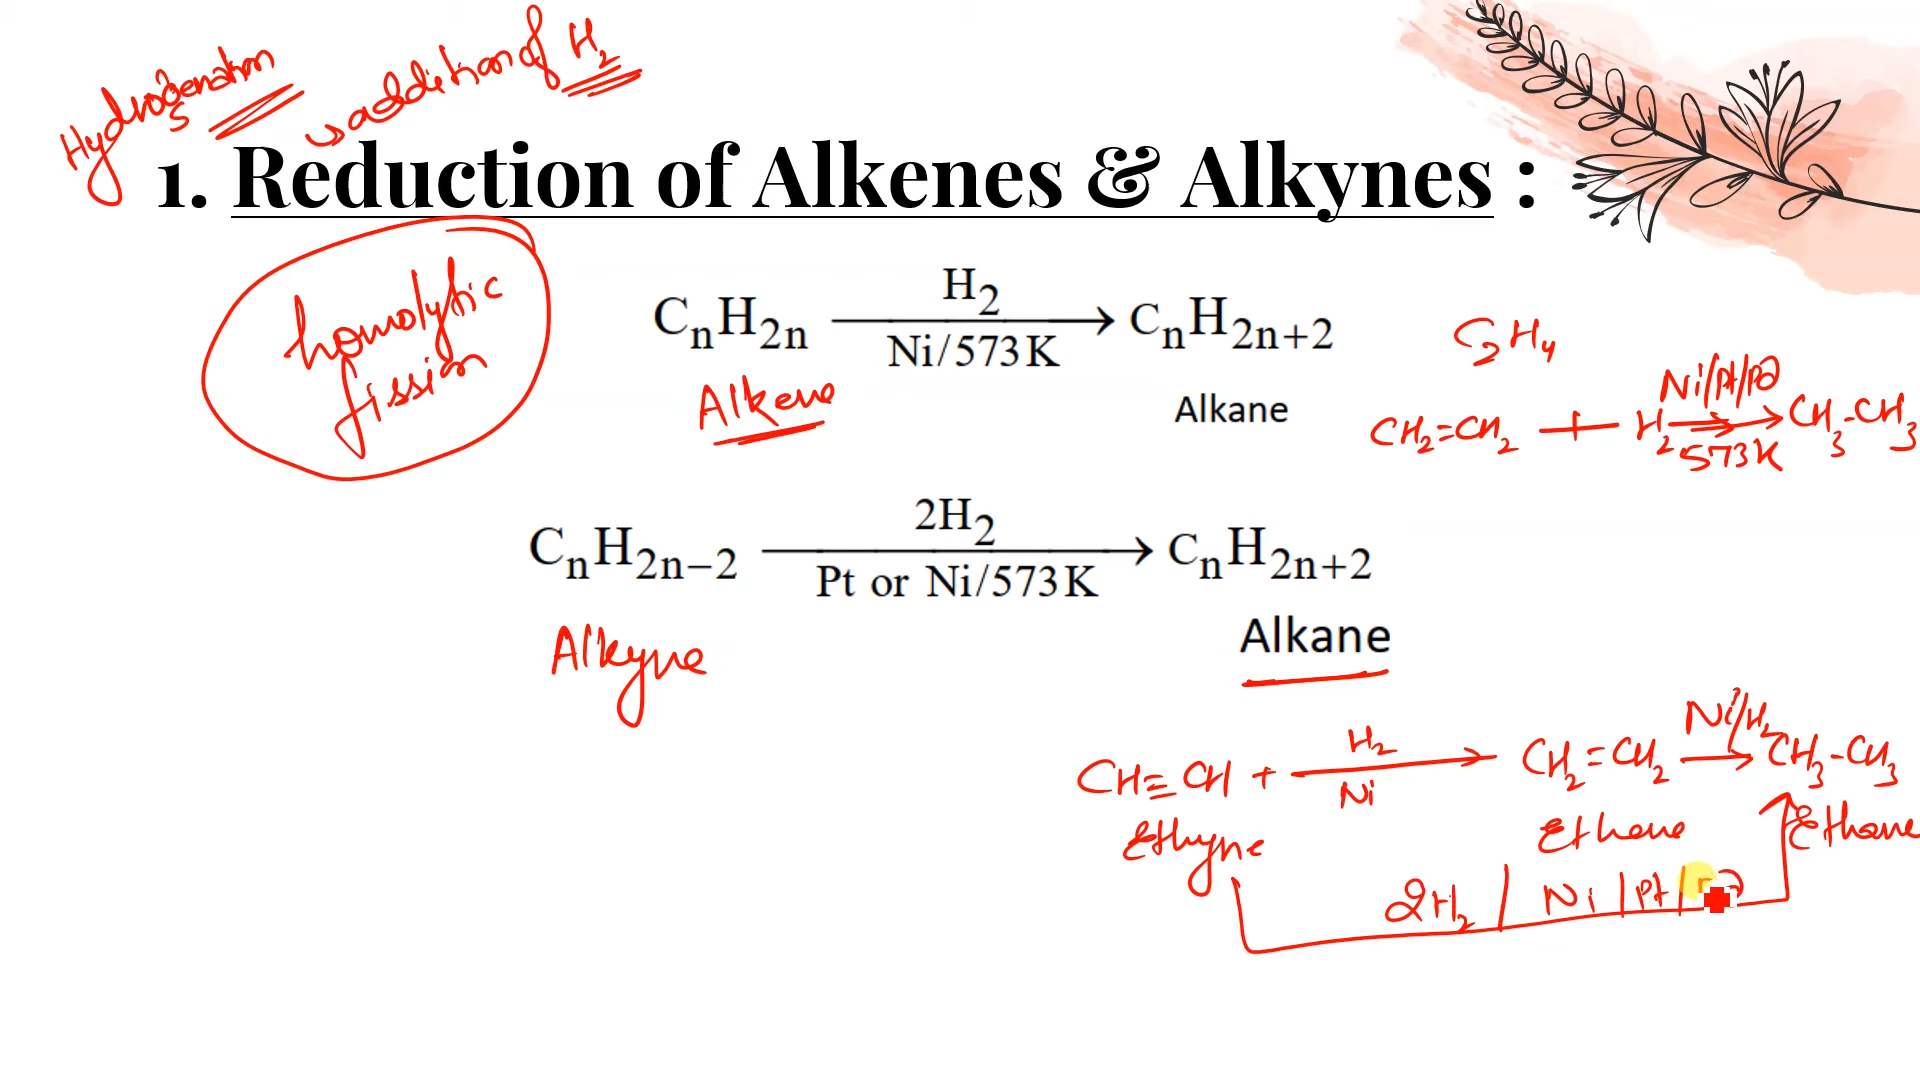 Hydrogenation
↳ addition of H₂
1. Reduction of Alkenes & Alkynes :
homolytic
fission
CₙH₂ₙ —H₂ / Ni/573 K→ CₙH₂ₙ₊₂
Alkene
Alkane
C₂H₄
CH₂=CH₂ + H₂ —Ni/Pt/Pd / 573K→ CH₃-CH₃
CₙH₂ₙ₋₂ —2H₂ / Pt or Ni/573 K→ CₙH₂ₙ₊₂
Alkyne
Alkane
CH≡CH + —H₂ / Ni→ CH₂=CH₂ —Ni/H₂→ CH₃-CH₃
Ethyne
Ethene
Ethane
2H₂ / Ni / Pt /